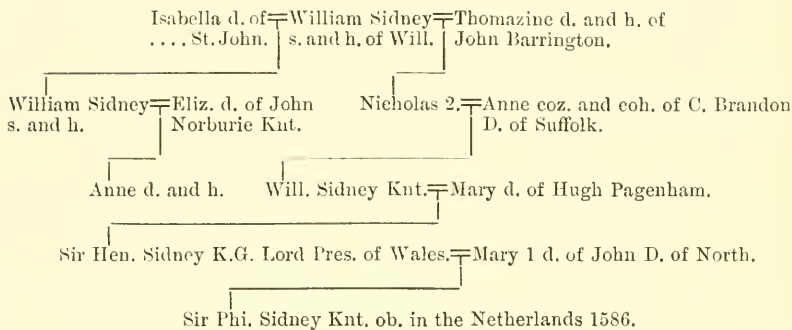 Isabella d. of William Sidney Thomazine d. and h. of
.... St. John. s. and h. of Will. John Barrington.
William Sidney Eliz. d. of John Nicholas 2. Anne coz. and coh. of C. Brandon
s. and h. Norburie Knt. D. of Suffolk.
Anne d. and h. Will. Sidney Knt. Mary d. of Hugh Pagenham.
Sir Hen. Sidney K.G. Lord Pres. of Wales. Mary 1 d. of John D. of North.
Sir Phi. Sidney Knt. ob. in the Netherlands 1586.